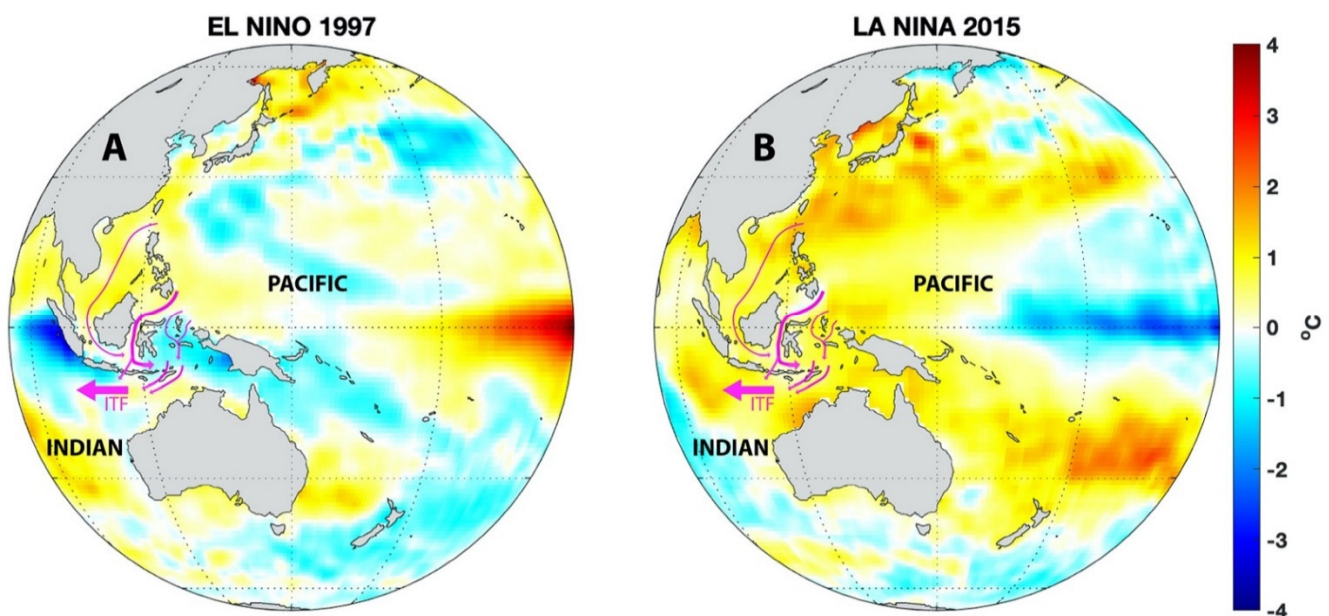 EL NINO 1997
A
PACIFIC
ITF
INDIAN
LA NINA 2015
B
PACIFIC
ITF
INDIAN
4
3
2
1
0
-1
-2
-3
-4
ºC